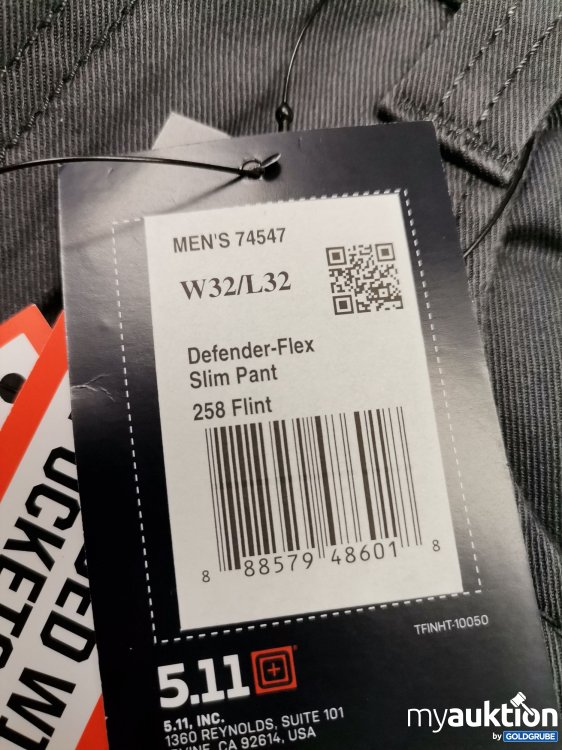 MEN'S 74547
W32/L32
Defender-Flex
Slim Pant
258 Flint
8 88579 48601 8
TFINHT-10050
5.11
5.11, INC.
1360 REYNOLDS, SUITE 101
CA 92614, USA
myauktion
by GOLDGRUBE